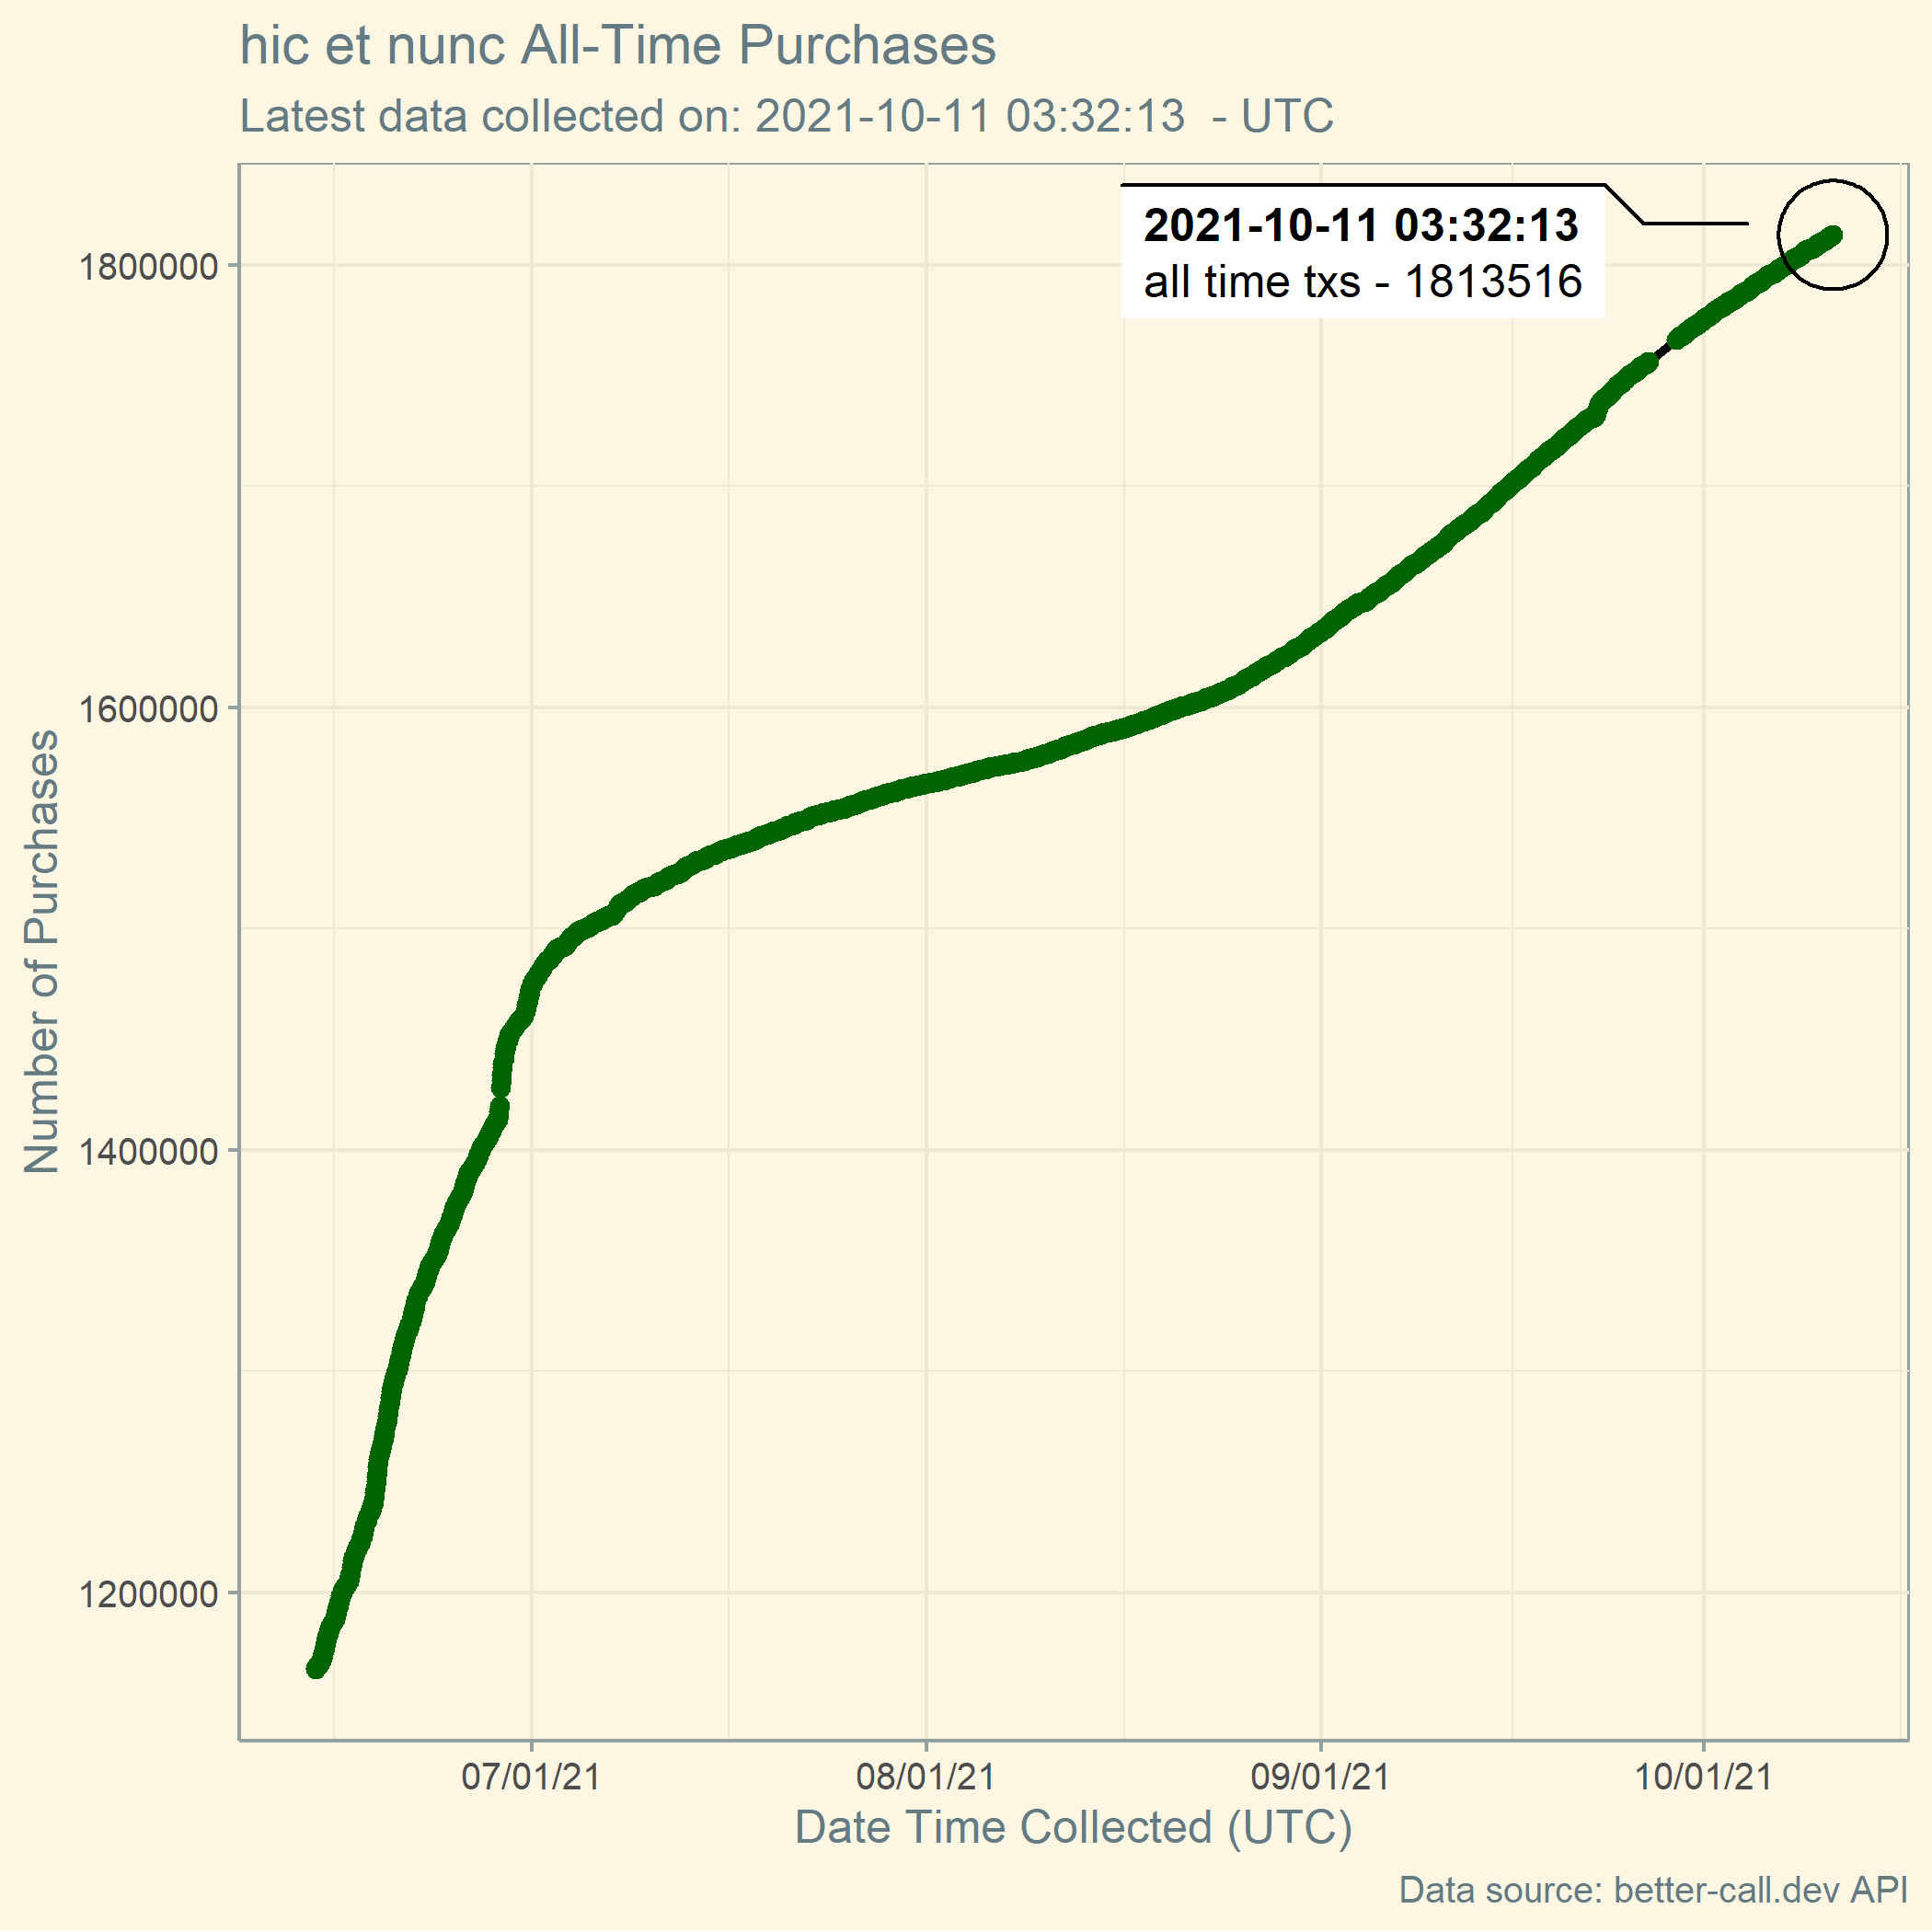 hic et nunc All-Time Purchases
Latest data collected on: 2021-10-11 03:32:13  - UTC
2021-10-11 03:32:13
all time txs - 1813516
1800000
1600000
1400000
1200000
Number of Purchases
07/01/21 08/01/21 09/01/21 10/01/21
Date Time Collected (UTC)
Data source: better-call.dev API